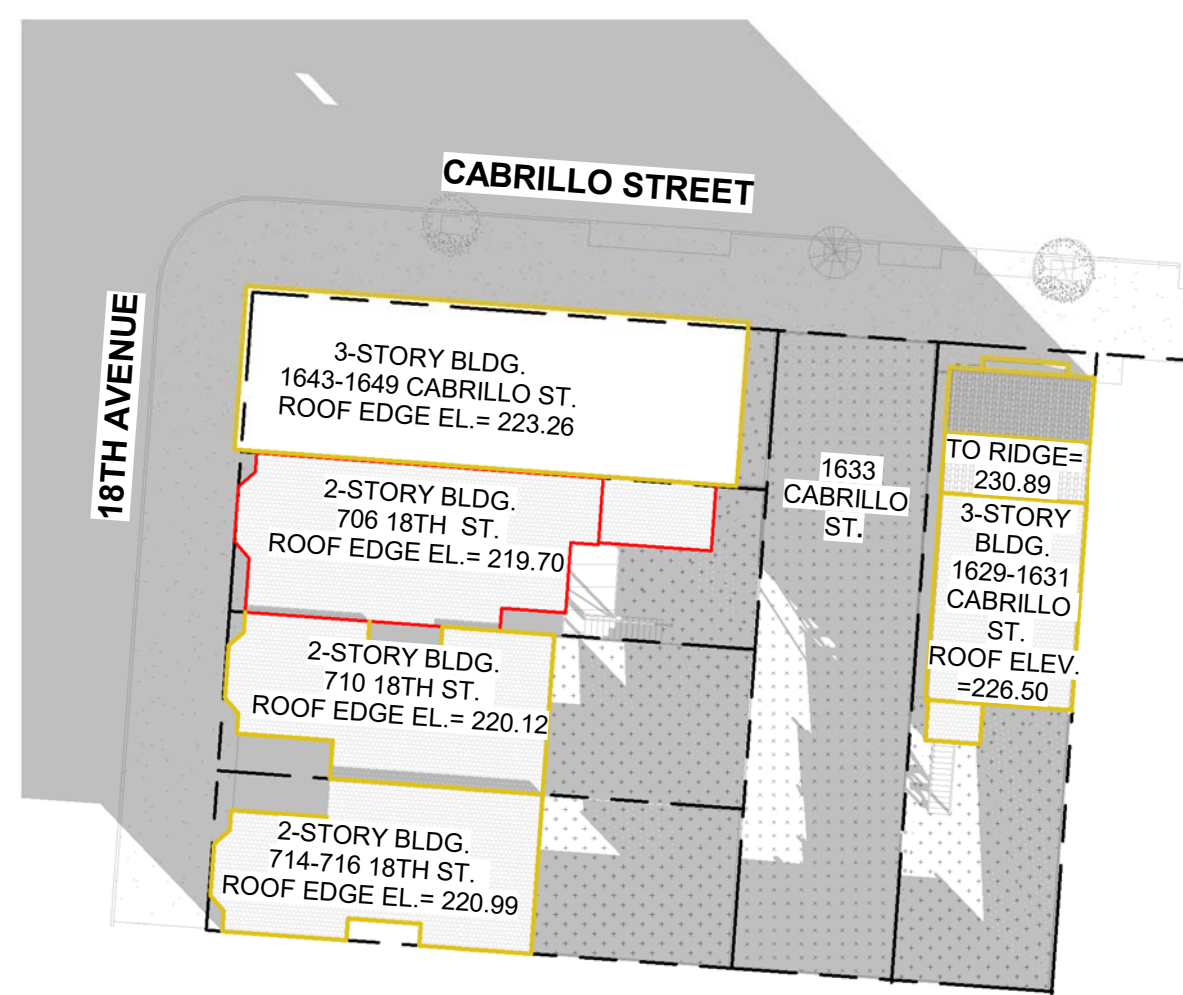 CABRILLO STREET
18TH AVENUE
3-STORY BLDG.
1643-1649 CABRILLO ST.
ROOF EDGE EL.= 223.26
2-STORY BLDG.
706 18TH ST.
ROOF EDGE EL.= 219.70
2-STORY BLDG.
710 18TH ST.
ROOF EDGE EL.= 220.12
2-STORY BLDG.
714-716 18TH ST.
ROOF EDGE EL.= 220.99
1633
CABRILLO
ST.
TO RIDGE=
230.89
3-STORY
BLDG.
1629-1631
CABRILLO
ST.
ROOF ELEV.
=226.50